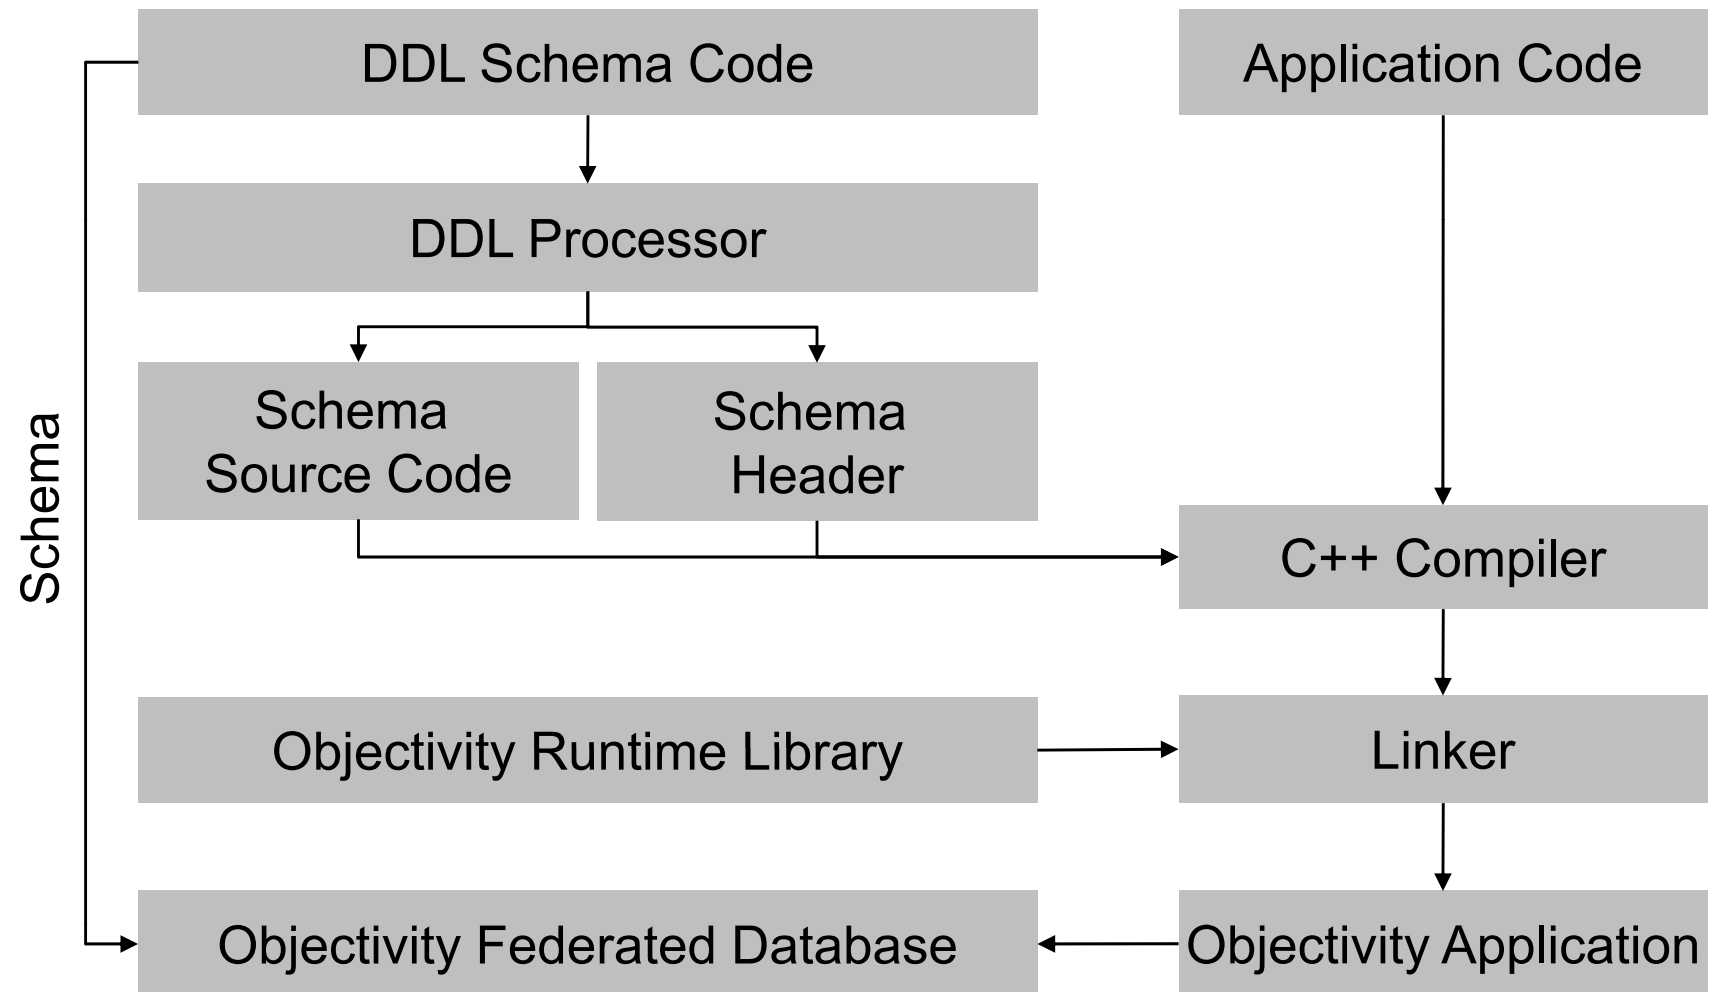 DDL Schema Code
Application Code
DDL Processor
Schema
Source Code
Schema
Header
Schema
C++ Compiler
Objectivity Runtime Library
Linker
Objectivity Federated Database
Objectivity Application